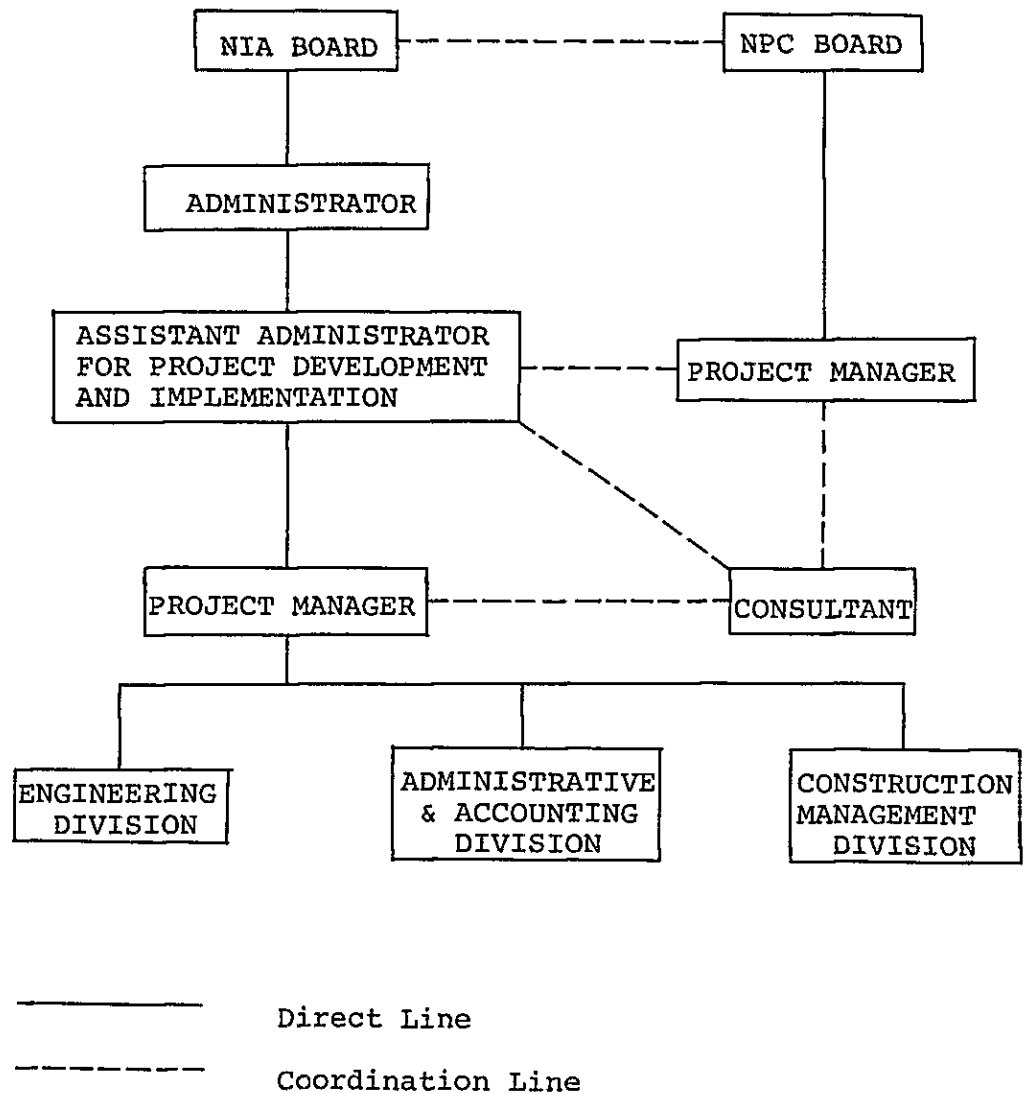 NIA BOARD
NPC BOARD
ADMINISTRATOR
ASSISTANT ADMINISTRATOR
FOR PROJECT DEVELOPMENT
AND IMPLEMENTATION
PROJECT MANAGER
PROJECT MANAGER
CONSULTANT
ENGINEERING
DIVISION
ADMINISTRATIVE
& ACCOUNTING
DIVISION
CONSTRUCTION
MANAGEMENT
DIVISION
Direct Line
Coordination Line